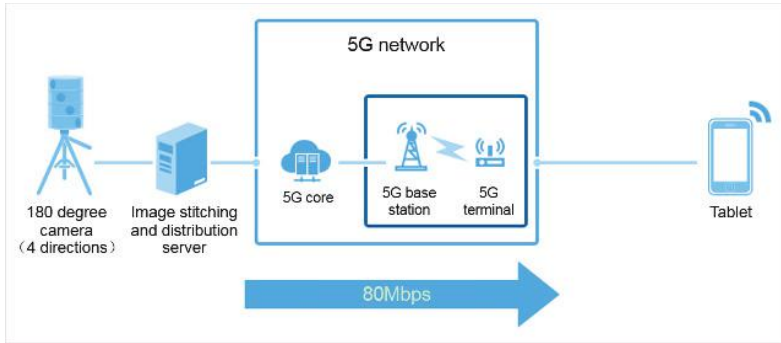 5G network
5G core
5G base
station
5G
terminal
180 degree
camera
（4 directions）
Image stitching
and distribution
server
Tablet
80Mbps